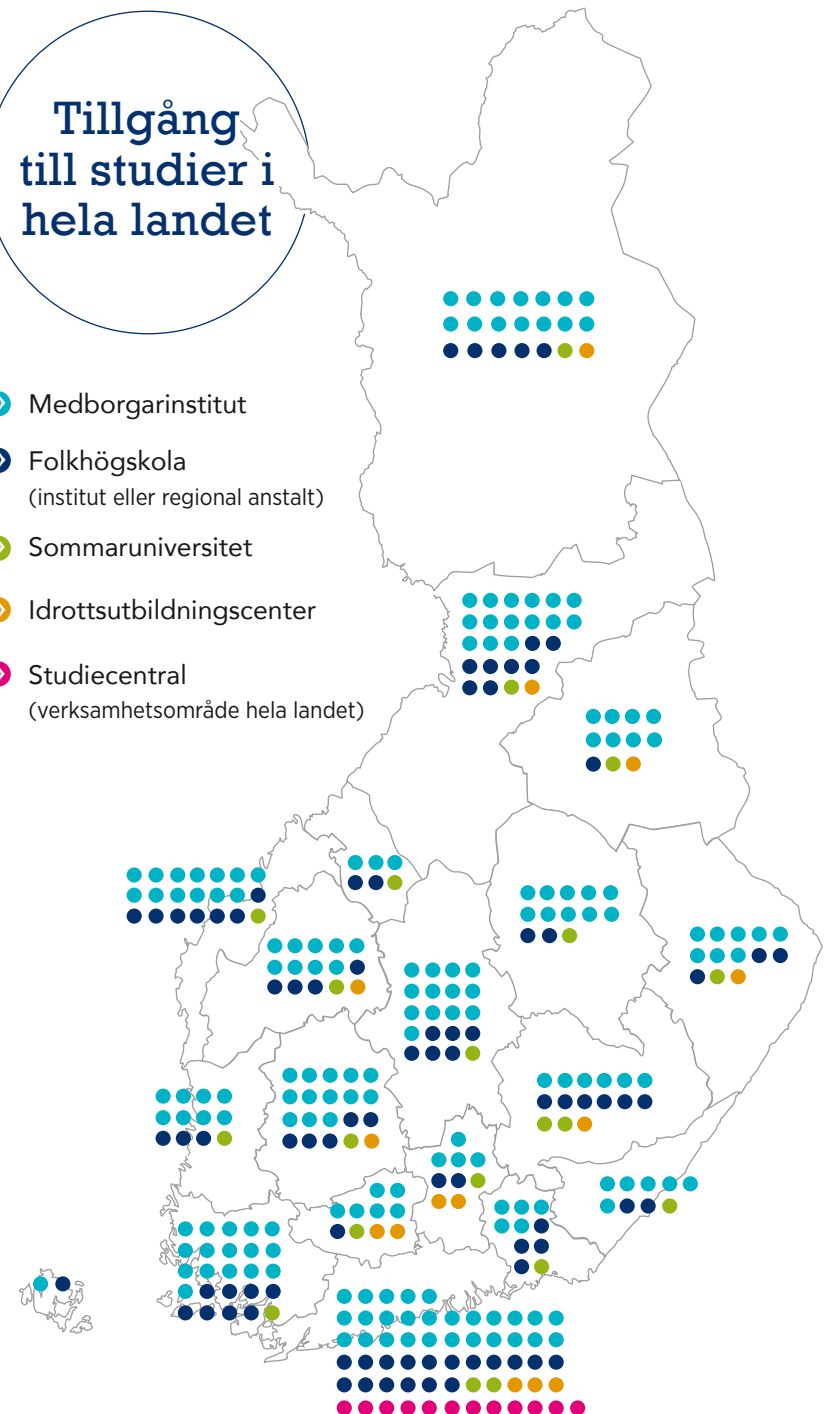 Tillgång
till studier i
hela landet
Medborgarinstitut
Folkhögskola
(institut eller regional anstalt)
Sommaruniversitet
Idrottsutbildningscenter
Studiecentral
(verksamhetsområde hela landet)